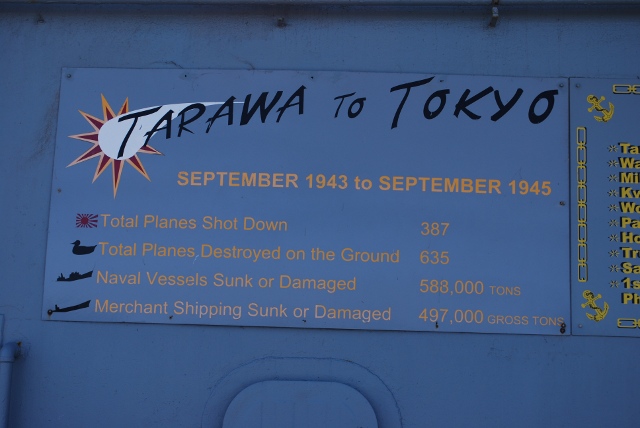 TARAWA TO TOKYO
SEPTEMBER 1943 to SEPTEMBER 1945
Total Planes Shot Down 387
Total Planes Destroyed on the Ground 635
Naval Vessels Sunk or Damaged 588,000 TONS
Merchant Shipping Sunk or Damaged 497,000 GROSS TONS